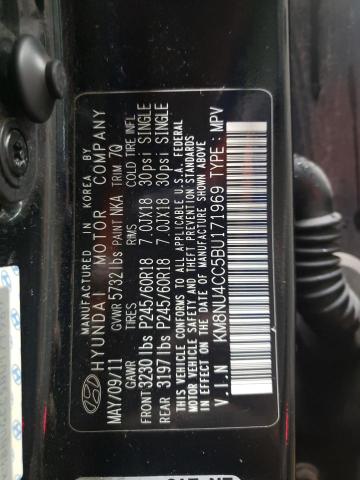 MANUFACTURED IN KOREA BY
HYUNDAI MOTOR COMPANY
MAY/09/11 GVWR 5732 lbs PAINT NKA TRIM 7Q
GAWR TIRES RIMS COLD TIRE INFL
FRONT 3230 lbs P245/60R18 7.0JX18 30psi SINGLE
REAR 3197 lbs P245/60R18 7.0JX18 30psi SINGLE
THIS VEHICLE CONFORMS TO ALL APPLICABLE U.S.A. FEDERAL
MOTOR VEHICLE SAFETY AND THEFT PREVENTION STANDARDS
IN EFFECT ON THE DATE OF MANUFACTURE SHOWN ABOVE
V.I.N KM8NU4CC5BU171969 TYPE: MPV